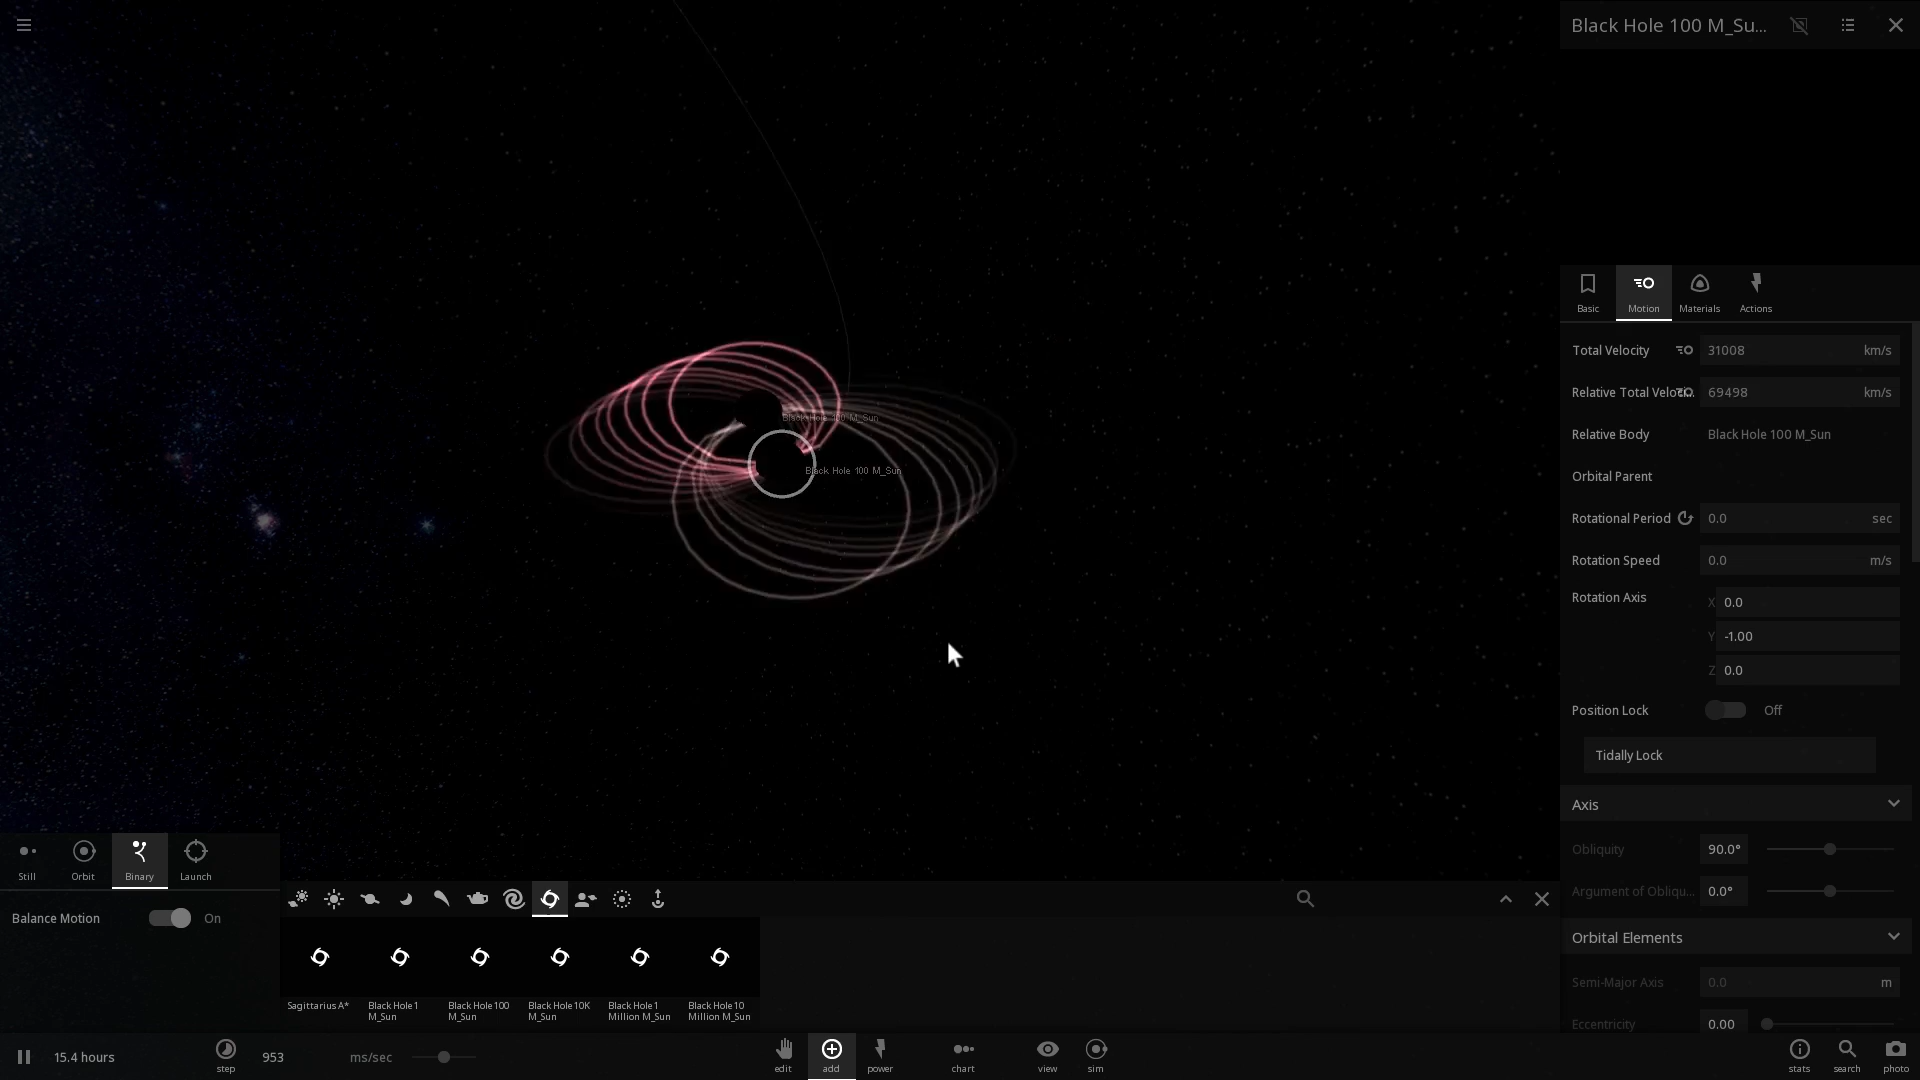 Black Hole 100 M_Su...
Basic
Motion
Materials
Actions
Total Velocity 31008 km/s
Relative Total Veloci... 69498 km/s
Relative Body Black Hole 100 M_Sun
Orbital Parent
Rotational Period 0.0 sec
Rotation Speed 0.0 m/s
Rotation Axis X 0.0
Y -1.00
Z 0.0
Position Lock Off
Tidally Lock
Axis
Obliquity 90.0°
Argument of Obliqu... 0.0°
Orbital Elements
Semi-Major Axis 0.0 m
Eccentricity 0.00
Black Hole 100 M_Sun
Black Hole 100 M_Sun
Still
Orbit
Binary
Launch
Balance Motion On
Sagittarius A*
Black Hole 1
M_Sun
Black Hole 100
M_Sun
Black Hole 10K
M_Sun
Black Hole 1
Million M_Sun
Black Hole 10
Million M_Sun
15.4 hours
step
953 ms/sec
edit
add
power
chart
view
sim
stats
search
photo